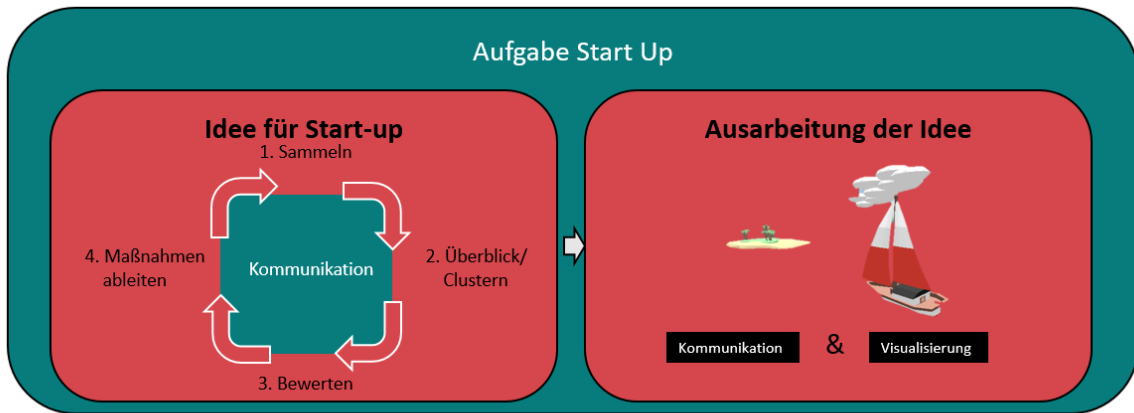 Aufgabe Start Up
Idee für Start-up
1. Sammeln
2. Überblick/
Clustern
3. Bewerten
4. Maßnahmen
ableiten
Kommunikation
Ausarbeitung der Idee
Kommunikation & Visualisierung